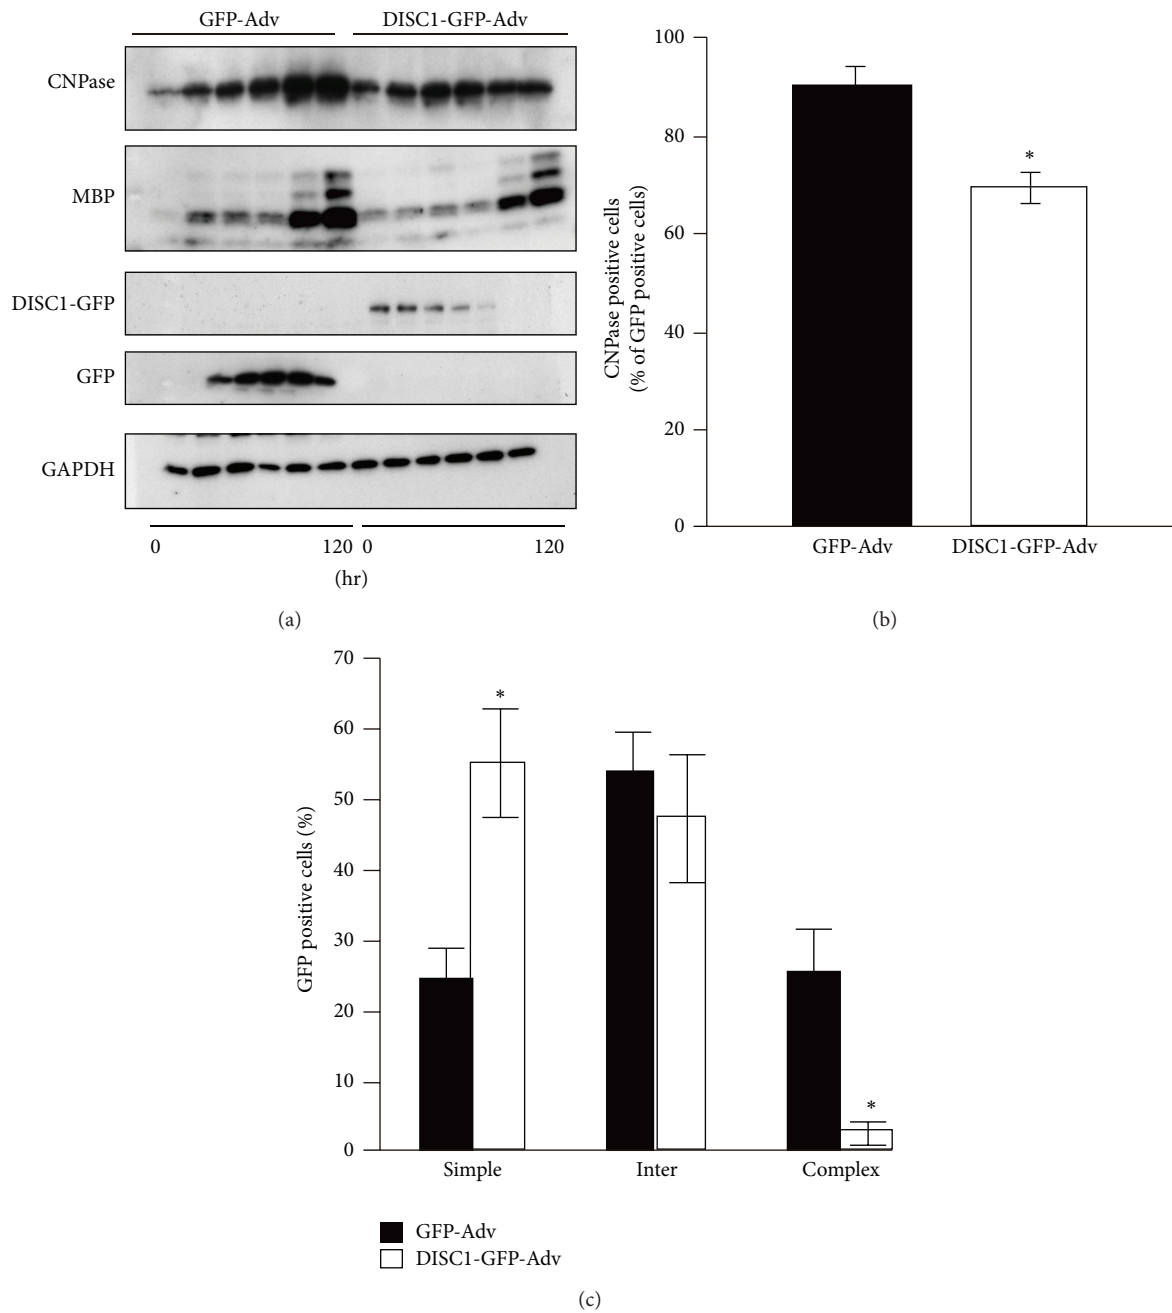 GFP-Adv DISC1-GFP-Adv
CNPase
MBP
DISC1-GFP
GFP
GAPDH
0 120 0 120
(hr)
(a)
100
80
60
40
20
0
CNPase positive cells
(% of GFP positive cells)
*
GFP-Adv DISC1-GFP-Adv
(b)
70
60
50
40
30
20
10
0
GFP positive cells (%)
*
*
Simple Inter Complex
GFP-Adv
DISC1-GFP-Adv
(c)